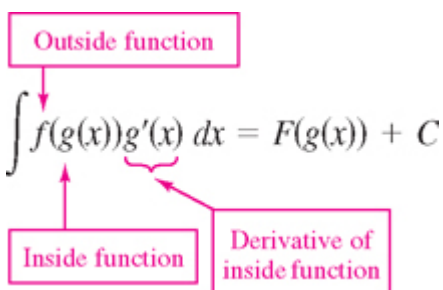 Outside function
∫ f(g(x))g′(x) dx = F(g(x)) + C
Inside function
Derivative of
inside function